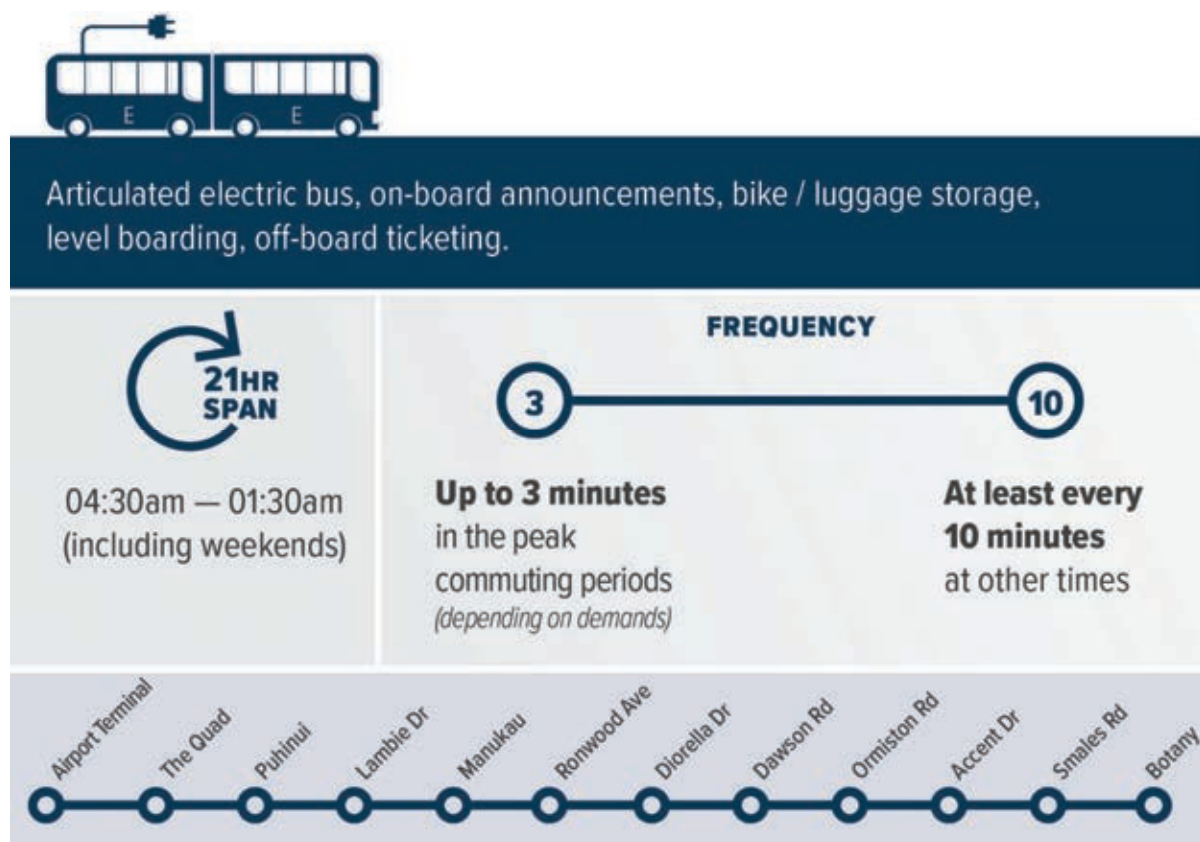 E E
Articulated electric bus, on-board announcements, bike / luggage storage,
level boarding, off-board ticketing.
21HR
SPAN
04:30am — 01:30am
(including weekends)
FREQUENCY
3
10
Up to 3 minutes
in the peak
commuting periods
(depending on demands)
At least every
10 minutes
at other times
Airport Terminal
The Quad
Puhinui
Lambie Dr
Manukau
Ronwood Ave
Diorella Dr
Dawson Rd
Ormiston Rd
Accent Dr
Smales Rd
Botany